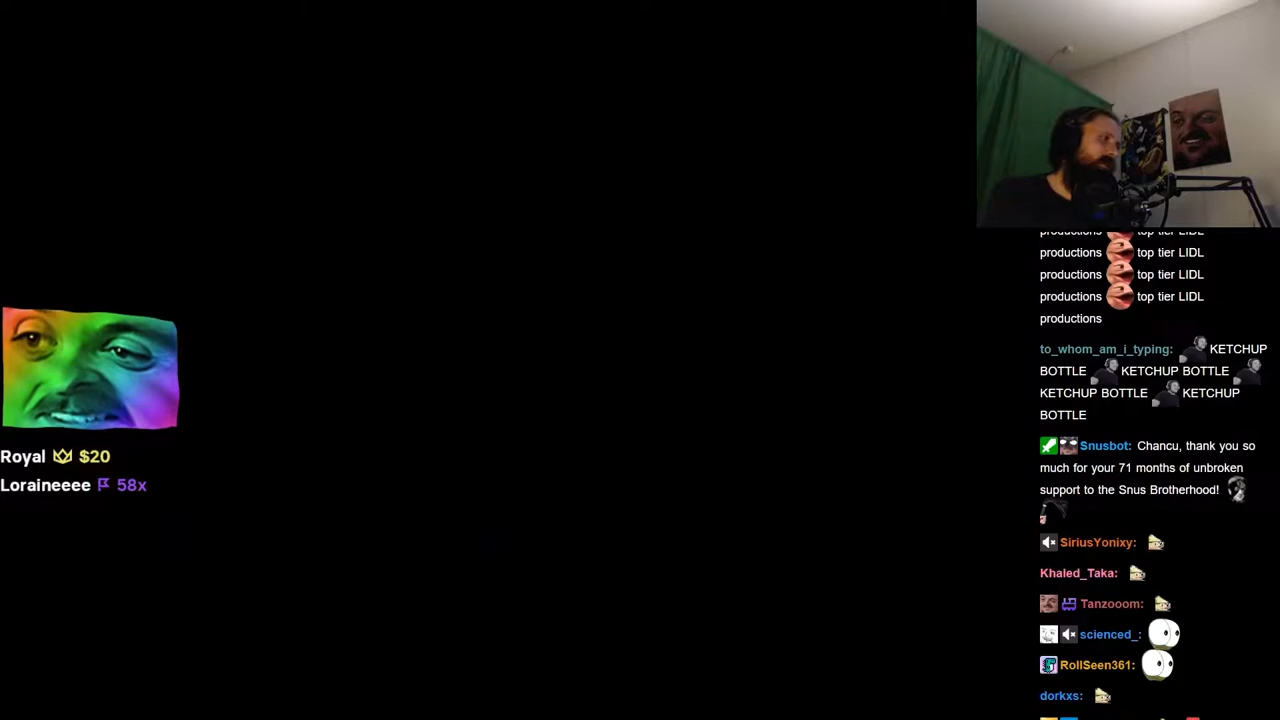 productions top tier LIDL
productions top tier LIDL
productions top tier LIDL
productions top tier LIDL
productions
to_whom_am_i_typing: KETCHUP
BOTTLE KETCHUP BOTTLE
KETCHUP BOTTLE KETCHUP
BOTTLE
Snusbot: Chancu, thank you so
much for your 71 months of unbroken
support to the Snus Brotherhood!
SiriusYonixy:
Khaled_Taka:
Tanzooom:
scienced_:
RollSeen361:
dorkxs:
Royal $20
Loraineeee 58x